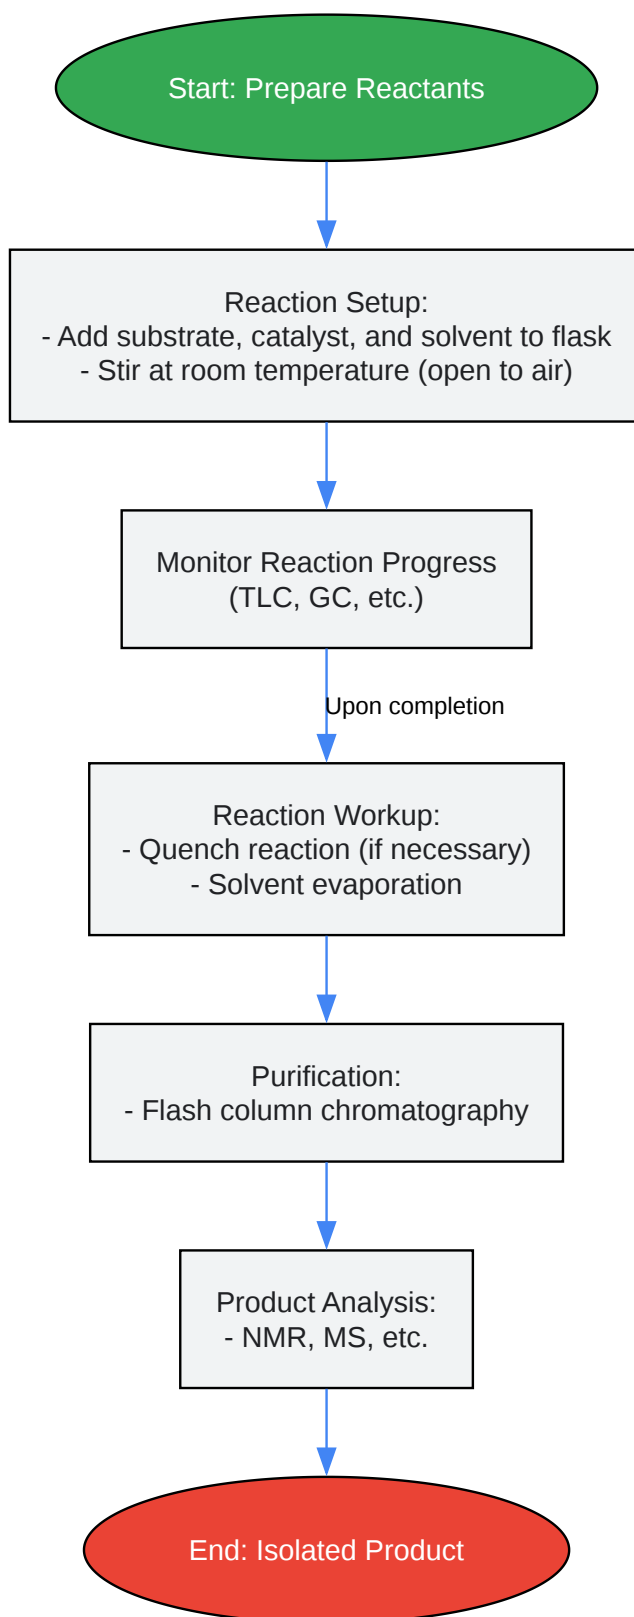 Start: Prepare Reactants
Reaction Setup:
- Add substrate, catalyst, and solvent to flask
- Stir at room temperature (open to air)
Monitor Reaction Progress
(TLC, GC, etc.)
Upon completion
Reaction Workup:
- Quench reaction (if necessary)
- Solvent evaporation
Purification:
- Flash column chromatography
Product Analysis:
- NMR, MS, etc.
End: Isolated Product